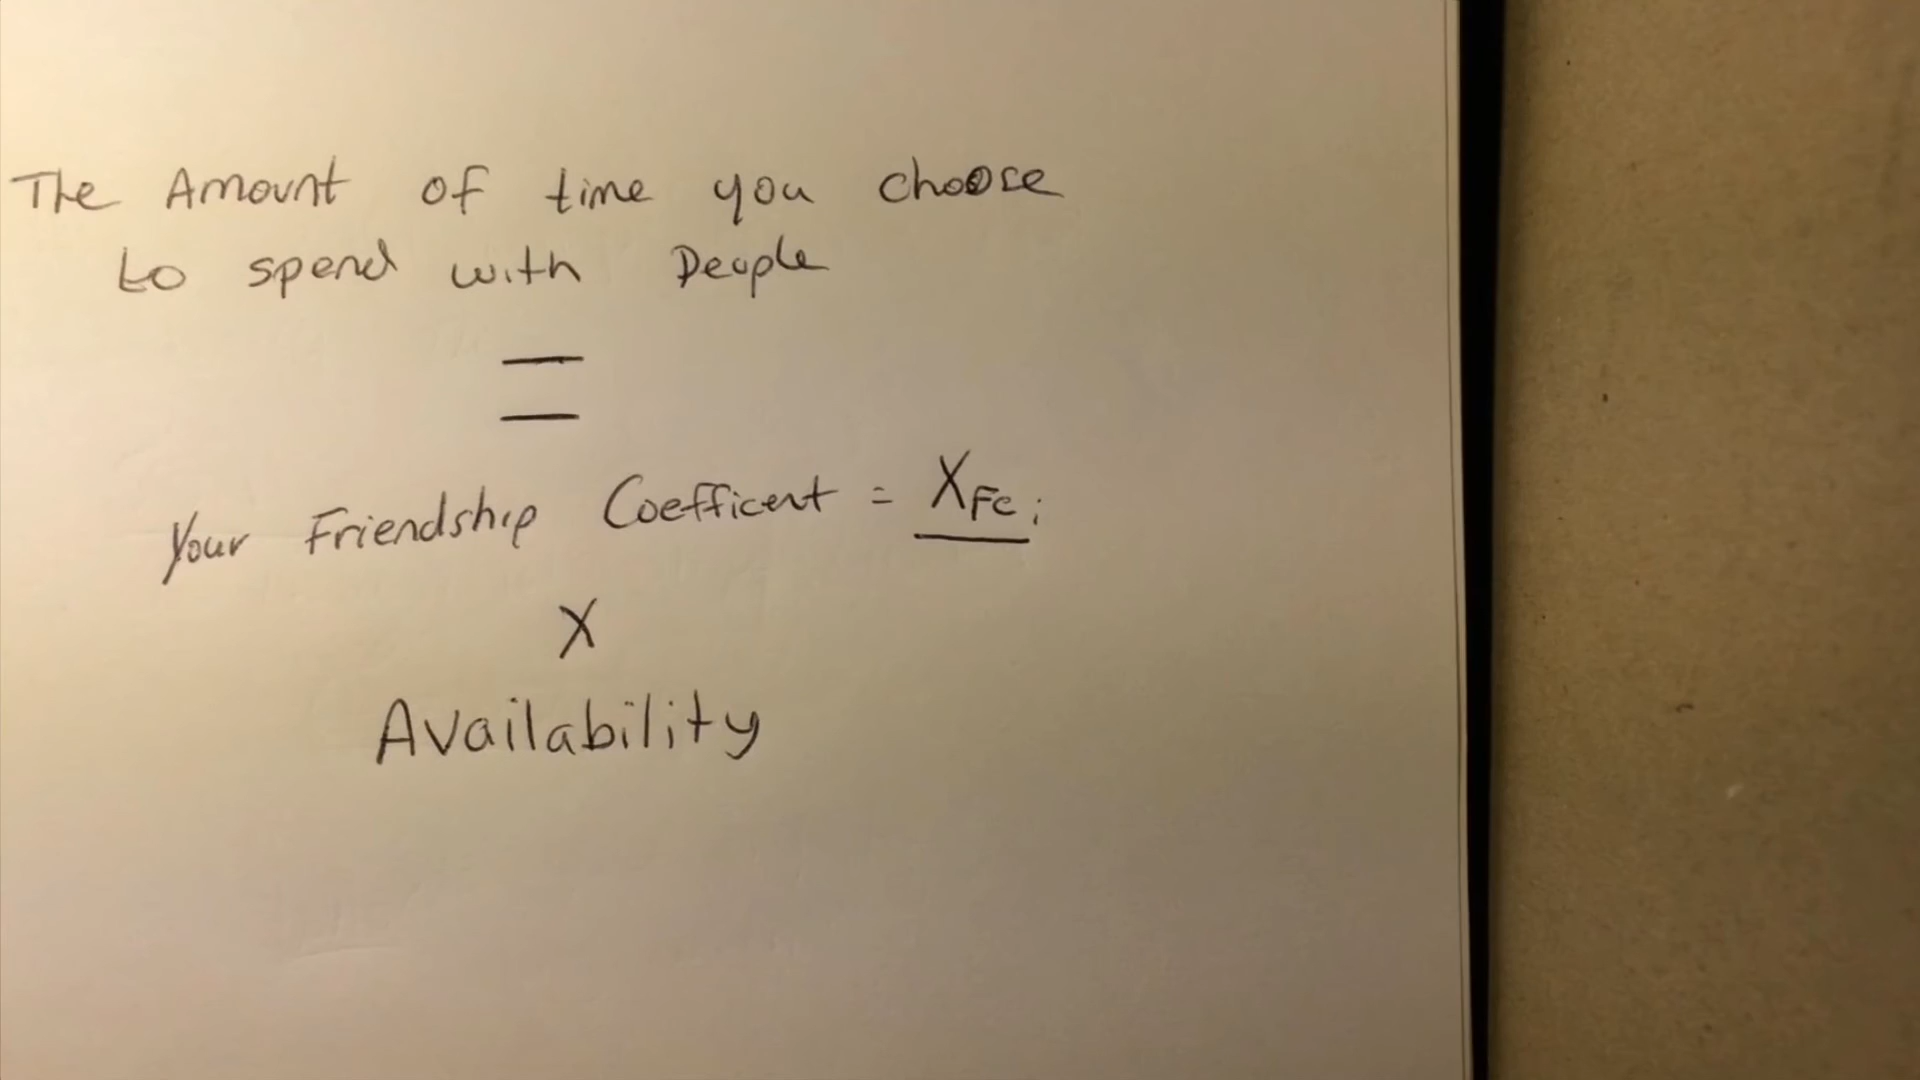 The Amount of time you choose
to spend with People
=
Your Friendship Coefficent = XFC;
X
Availability